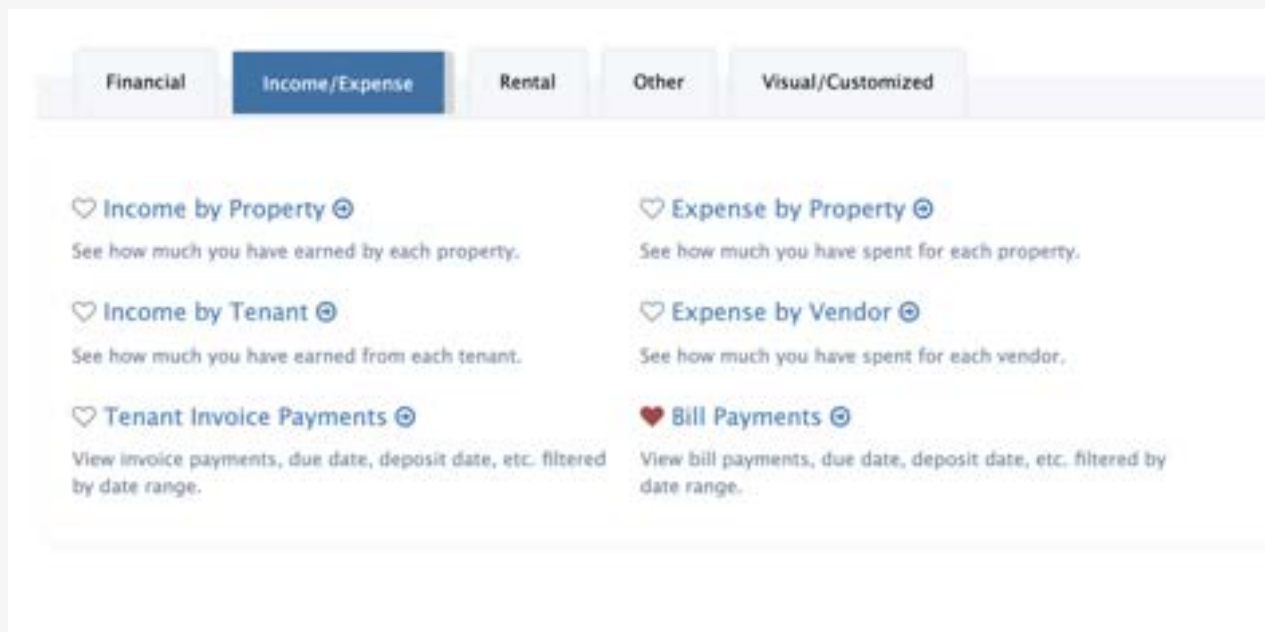 Financial
Income/Expense
Rental
Other
Visual/Customized
Income by Property
See how much you have earned by each property.
Expense by Property
See how much you have spent for each property.
Income by Tenant
See how much you have earned from each tenant.
Expense by Vendor
See how much you have spent for each vendor.
Tenant Invoice Payments
View invoice payments, due date, deposit date, etc. filtered
by date range.
Bill Payments
View bill payments, due date, deposit date, etc. filtered by
date range.